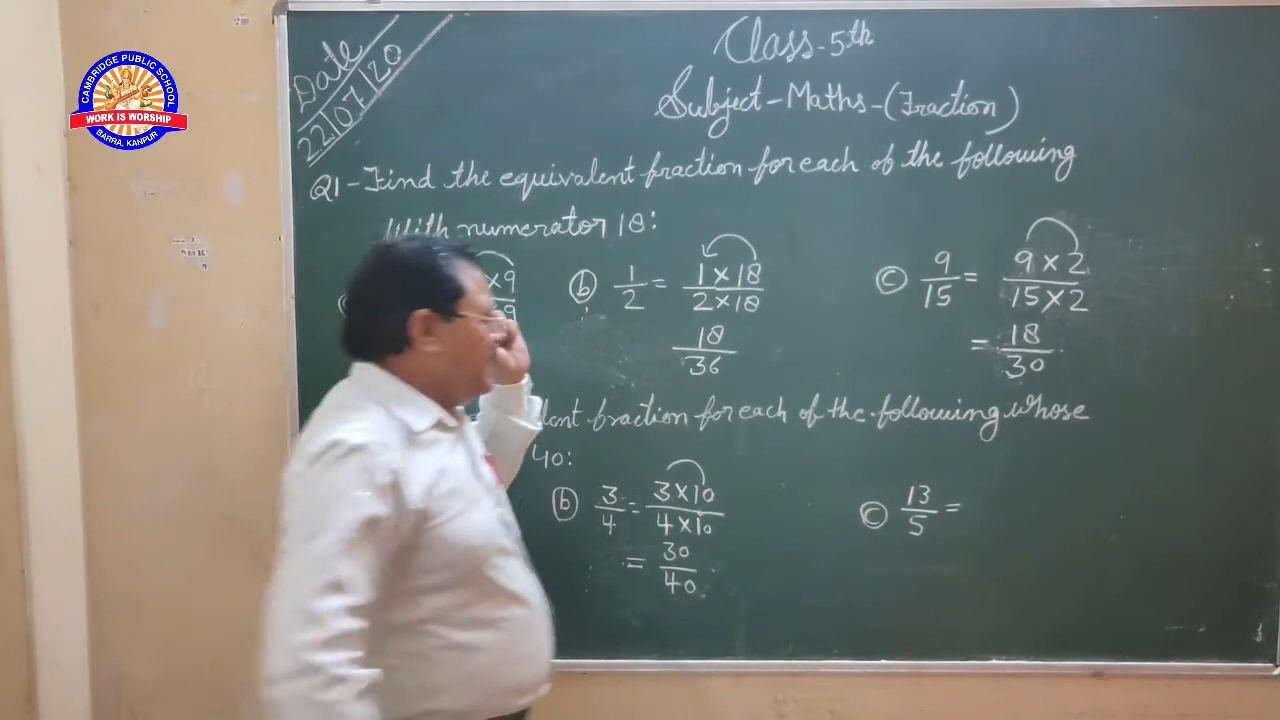 CAMBRIDGE PUBLIC SCHOOL
WORK IS WORSHIP
BARRA, KANPUR
Date
22/07/20
Class-5th
Subject-Maths-(Fraction)
Q1-Find the equivalent fraction for each of the following
With numerator 18:
×9
9
(b) 1/2 = 1×18/2×18
18/36
(c) 9/15 = 9×2/15×2
= 18/30
fraction for each of the following whose
40:
(b) 3/4 = 3×10/4×10
= 30/40
(c) 13/5 =